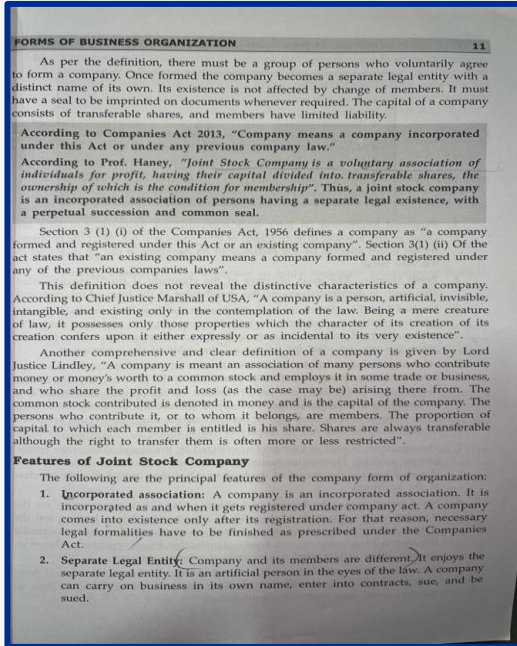 FORMS OF BUSINESS ORGANIZATION 11
As per the definition, there must be a group of persons who voluntarily agree
to form a company. Once formed the company becomes a separate legal entity with a
distinct name of its own. Its existence is not affected by change of members. It must
have a seal to be imprinted on documents whenever required. The capital of a company
consists of transferable shares, and members have limited liability.
According to Companies Act 2013, “Company means a company incorporated
under this Act or under any previous company law.”
According to Prof. Haney, "Joint Stock Company is a voluntary association of
individuals for profit, having their capital divided into. transferable shares, the
ownership of which is the condition for membership". Thus, a joint stock company
is an incorporated association of persons having a separate legal existence, with
a perpetual succession and common seal.
Section 3 (1) (i) of the Companies Act, 1956 defines a company as “a company
formed and registered under this Act or an existing company”. Section 3(1) (ii) Of the
act states that “an existing company means a company formed and registered under
any of the previous companies laws”.
This definition does not reveal the distinctive characteristics of a company.
According to Chief Justice Marshall of USA, “A company is a person, artificial, invisible,
intangible, and existing only in the contemplation of the law. Being a mere creature
of law, it possesses only those properties which the character of its creation of its
creation confers upon it either expressly or as incidental to its very existence”.
Another comprehensive and clear definition of a company is given by Lord
Justice Lindley, “A company is meant an association of many persons who contribute
money or money’s worth to a common stock and employs it in some trade or business,
and who share the profit and loss (as the case may be) arising there from. The
common stock contributed is denoted in money and is the capital of the company. The
persons who contribute it, or to whom it belongs, are members. The proportion of
capital to which each member is entitled is his share. Shares are always transferable
although the right to transfer them is often more or less restricted”.
Features of Joint Stock Company
The following are the principal features of the company form of organization:
1. Incorporated association: A company is an incorporated association. It is
incorporated as and when it gets registered under company act. A company
comes into existence only after its registration. For that reason, necessary
legal formalities have to be finished as prescribed under the Companies
Act.
2. Separate Legal Entity: Company and its members are different. It enjoys the
separate legal entity. It is an artificial person in the eyes of the law. A company
can carry on business in its own name, enter into contracts, sue, and be
sued.